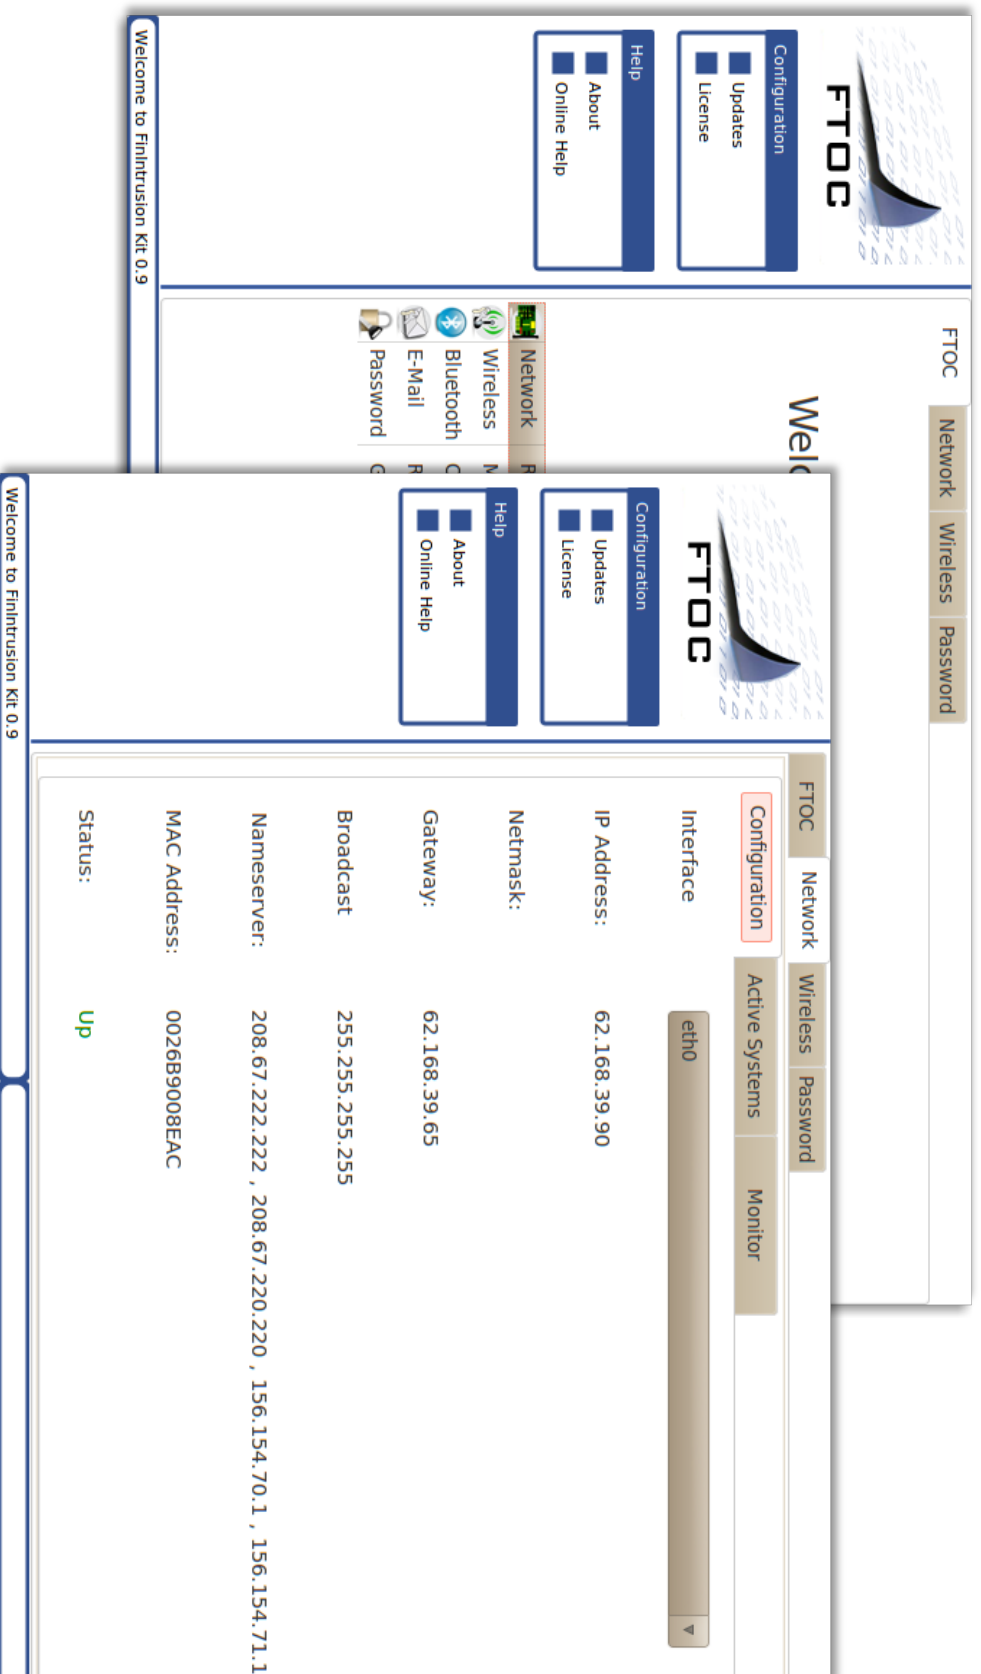 FTOC
Configuration
Updates
License
Help
About
Online Help
Welcome to FinIntrusion Kit 0.9
FTOC Network Wireless Password
Network
Wireless
Bluetooth
E-Mail
Password
FTOC
Configuration
Updates
License
Help
About
Online Help
Welcome to FinIntrusion Kit 0.9
FTOC Network Wireless Password
Configuration Active Systems Monitor
Interface eth0
IP Address: 62.168.39.90
Netmask:
Gateway: 62.168.39.65
Broadcast 255.255.255.255
Nameserver: 208.67.222.222 , 208.67.220.220 , 156.154.70.1 , 156.154.71.1
MAC Address: 0026B9008EAC
Status: Up